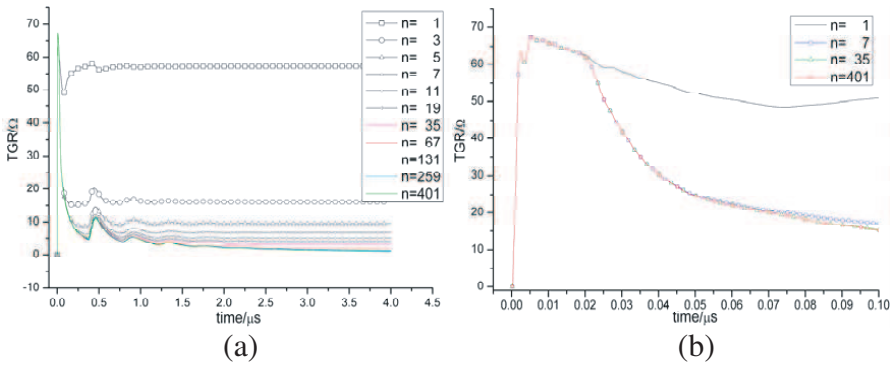 70
60
50
40
30
20
10
0
-10
TGR/Ω
0.0 0.5 1.0 1.5 2.0 2.5 3.0 3.5 4.0 4.5
time/μs
n= 1
n= 3
n= 5
n= 7
n= 11
n= 19
n= 35
n= 67
n=131
n=259
n=401
(a)
70
60
50
40
30
20
10
0
TGR/Ω
0.00 0.01 0.02 0.03 0.04 0.05 0.06 0.07 0.08 0.09 0.10
time/μs
n= 1
n= 7
n= 35
n=401
(b)